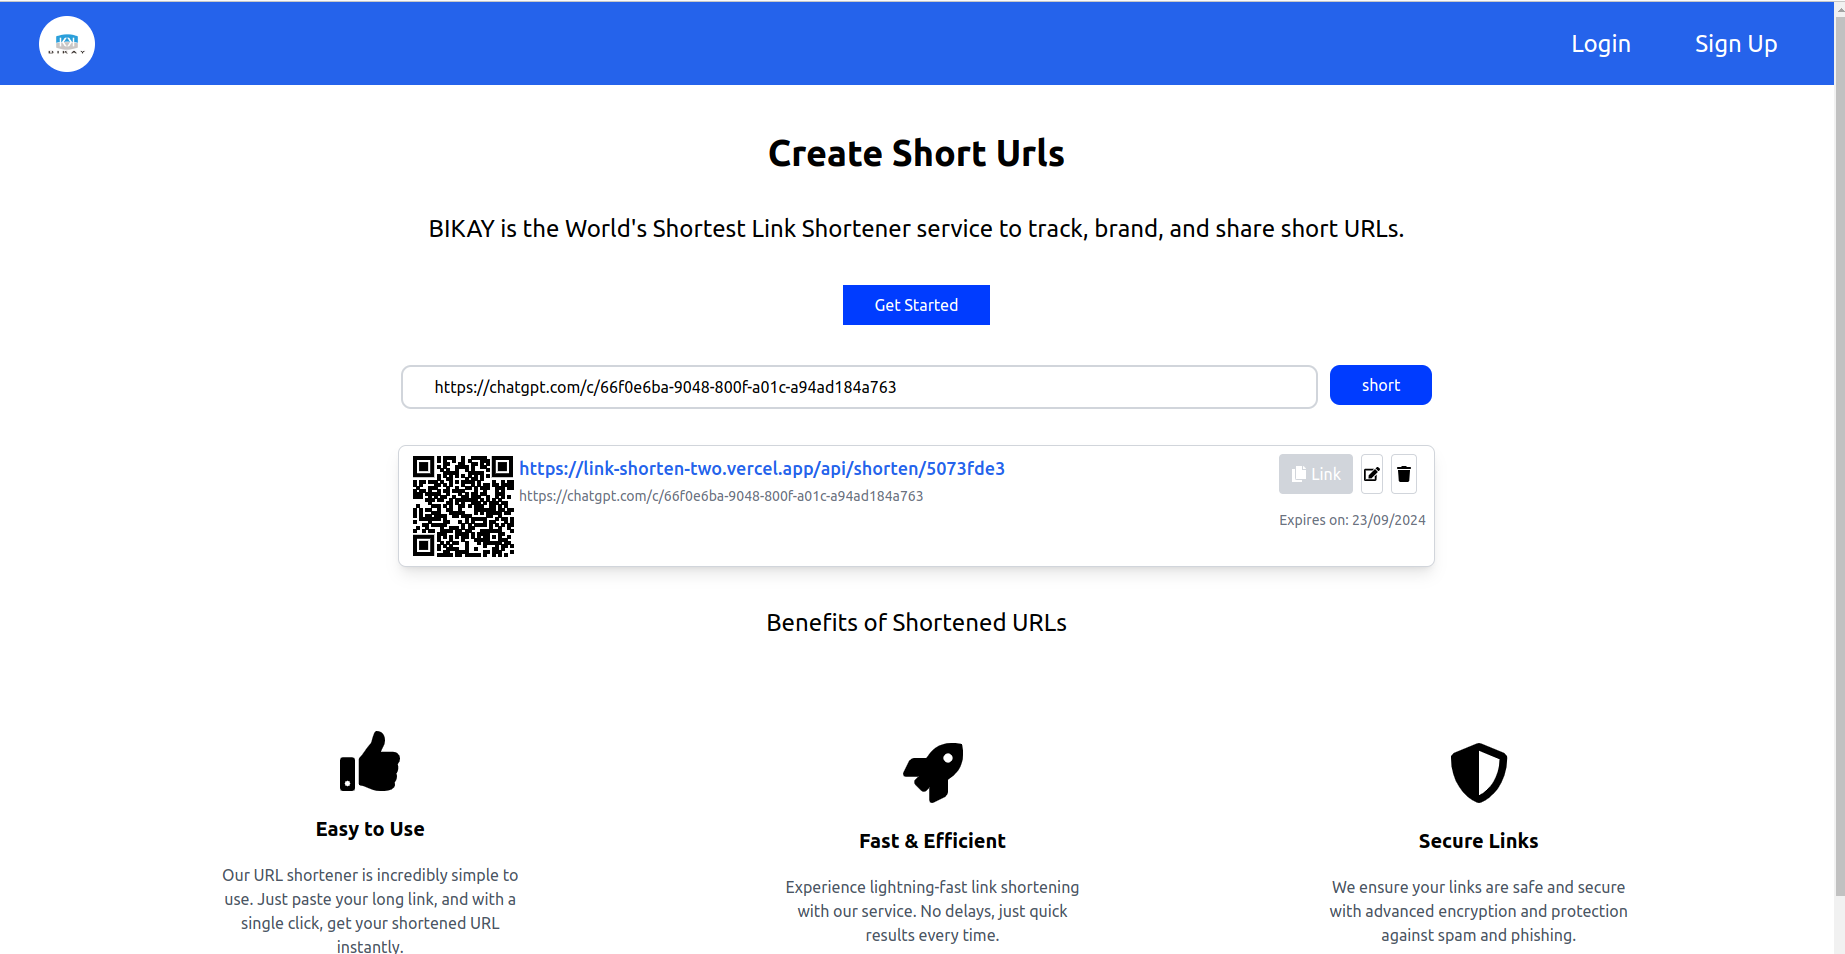 BIKAY
Login
Sign Up
Create Short Urls
BIKAY is the World's Shortest Link Shortener service to track, brand, and share short URLs.
Get Started
https://chatgpt.com/c/66f0e6ba-9048-800f-a01c-a94ad184a763
short
https://link-shorten-two.vercel.app/api/shorten/5073fde3
https://chatgpt.com/c/66f0e6ba-9048-800f-a01c-a94ad184a763
Link
Expires on: 23/09/2024
Benefits of Shortened URLs
Easy to Use
Our URL shortener is incredibly simple to
use. Just paste your long link, and with a
single click, get your shortened URL
instantly.
Fast & Efficient
Experience lightning-fast link shortening
with our service. No delays, just quick
results every time.
Secure Links
We ensure your links are safe and secure
with advanced encryption and protection
against spam and phishing.